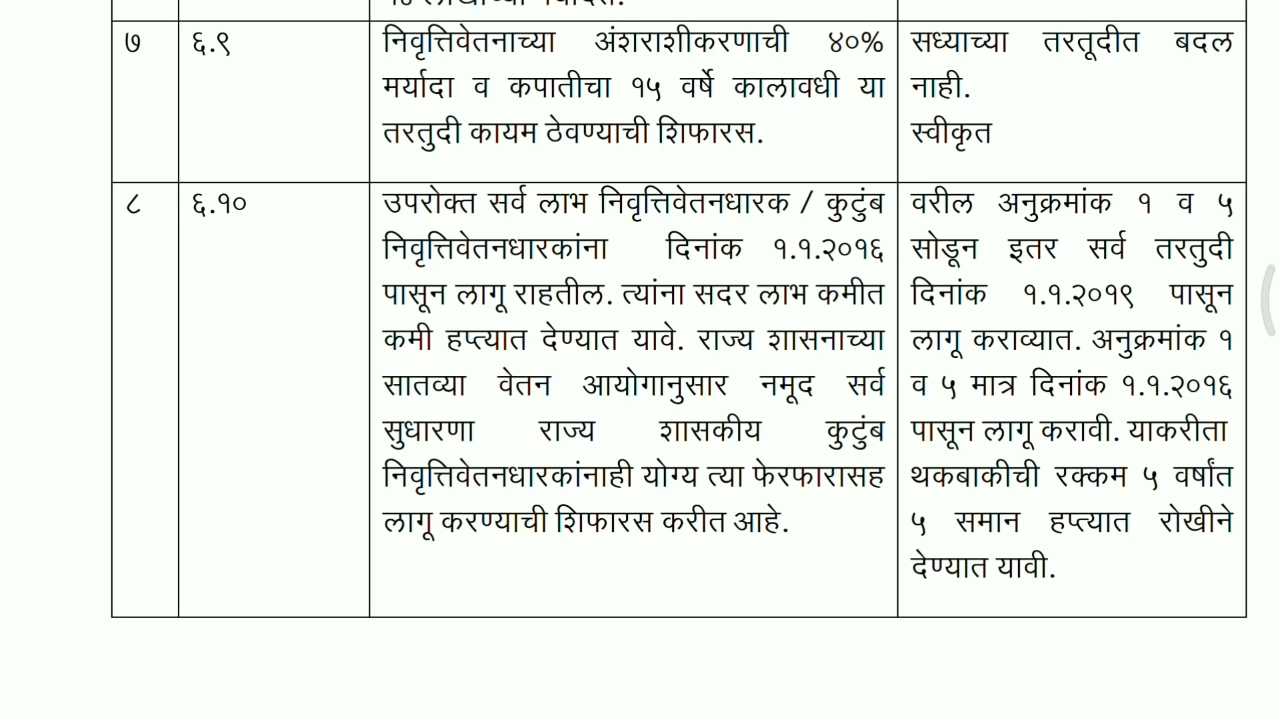 ७
६.९
निवृत्तिवेतनाच्या अंशराशीकरणाची ४०%
मर्यादा व कपातीचा १५ वर्षे कालावधी या
तरतुदी कायम ठेवण्याची शिफारस.
सध्याच्या तरतूदीत बदल
नाही.
स्वीकृत
८
६.१०
उपरोक्त सर्व लाभ निवृत्तिवेतनधारक / कुटुंब
निवृत्तिवेतनधारकांना दिनांक १.१.२०१६
पासून लागू राहतील. त्यांना सदर लाभ कमीत
कमी हप्त्यात देण्यात यावे. राज्य शासनाच्या
सातव्या वेतन आयोगानुसार नमूद सर्व
सुधारणा राज्य शासकीय कुटुंब
निवृत्तिवेतनधारकांनाही योग्य त्या फेरफारासह
लागू करण्याची शिफारस करीत आहे.
वरील अनुक्रमांक १ व ५
सोडून इतर सर्व तरतुदी
दिनांक १.१.२०१९ पासून
लागू कराव्यात. अनुक्रमांक १
व ५ मात्र दिनांक १.१.२०१६
पासून लागू करावी. याकरीता
थकबाकीची रक्कम ५ वर्षांत
५ समान हप्त्यात रोखीने
देण्यात यावी.